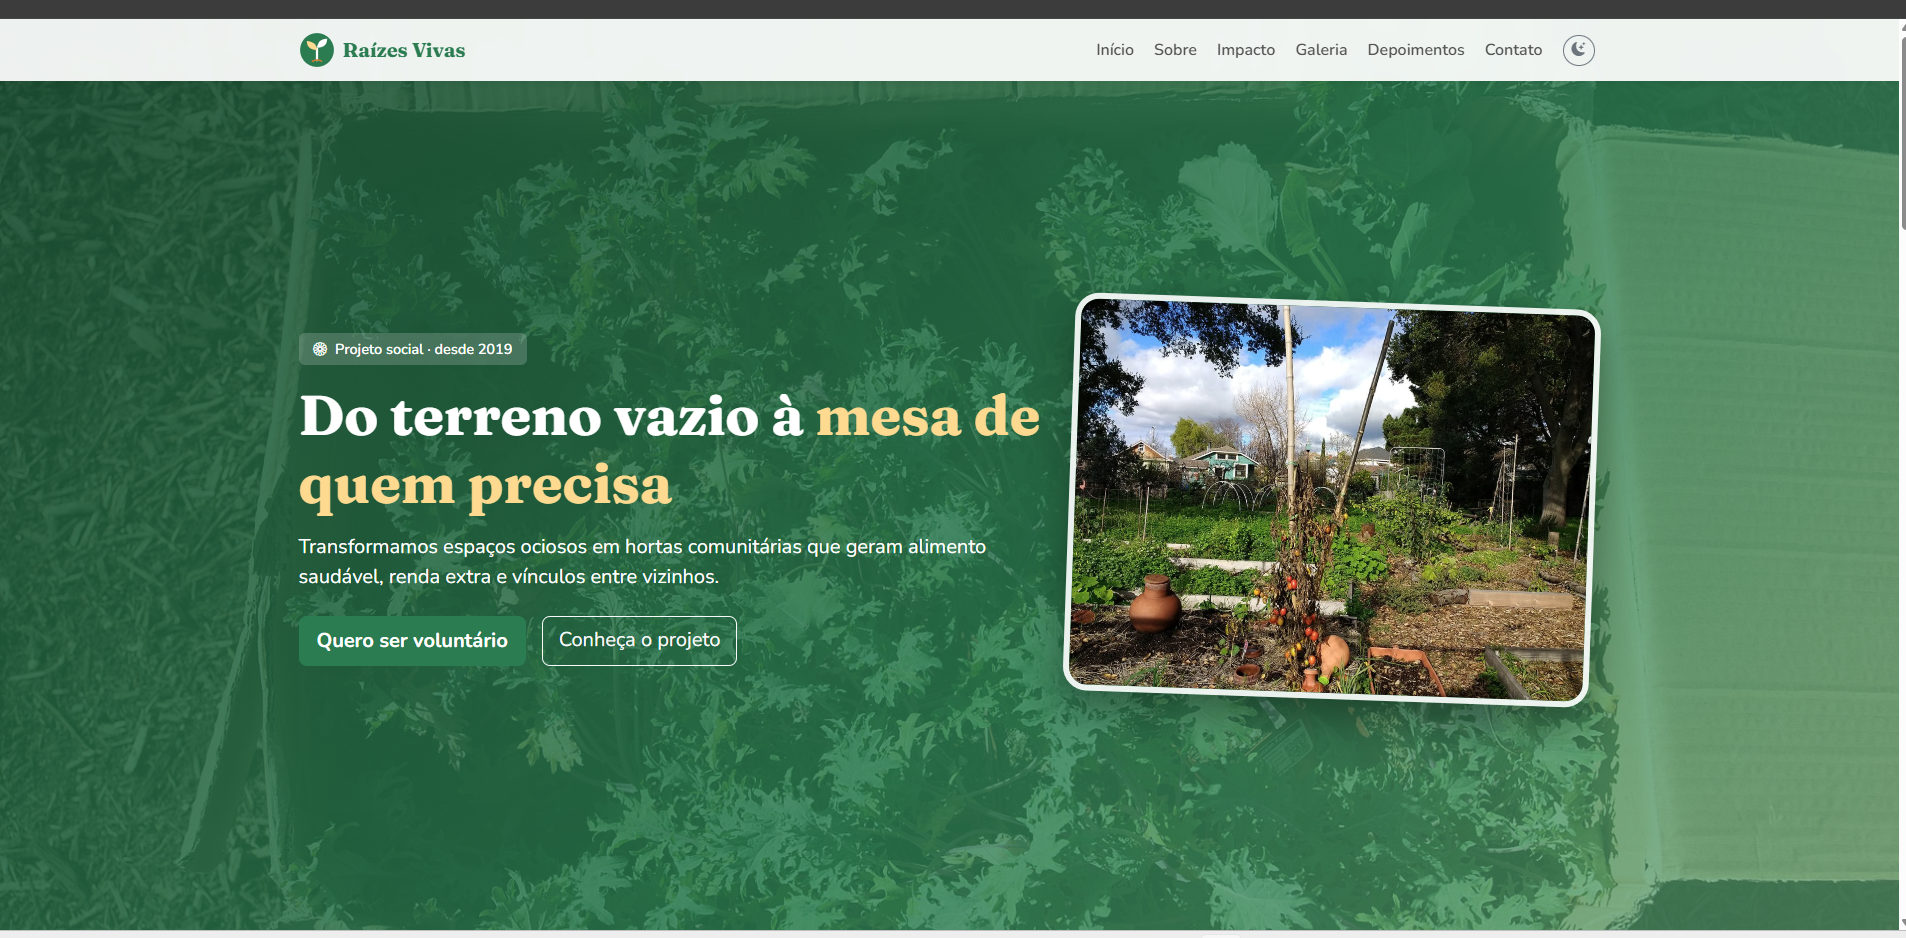 Raízes Vivas
Início Sobre Impacto Galeria Depoimentos Contato
Projeto social · desde 2019
Do terreno vazio à mesa de
quem precisa
Transformamos espaços ociosos em hortas comunitárias que geram alimento
saudável, renda extra e vínculos entre vizinhos.
Quero ser voluntário Conheça o projeto